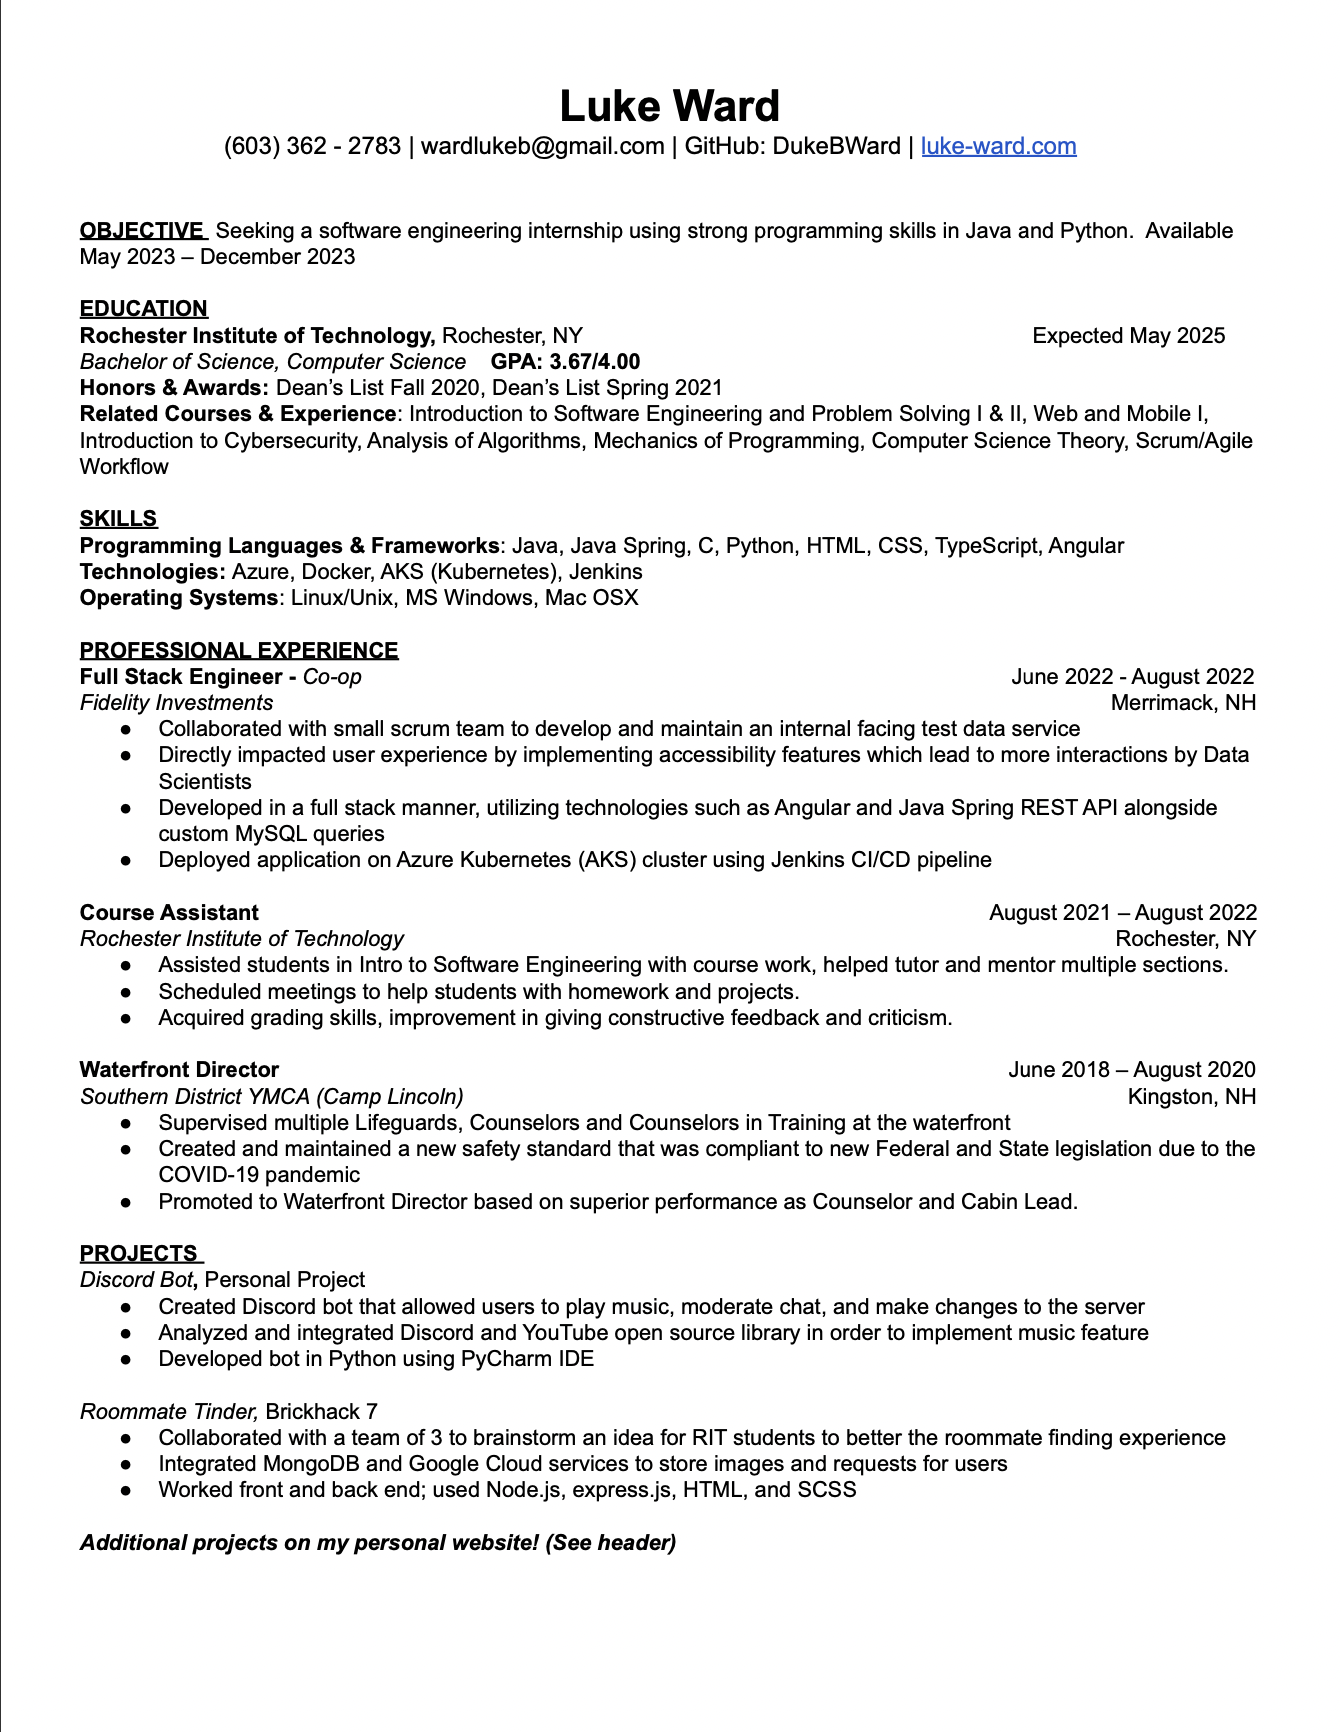 Luke Ward
(603) 362 - 2783 | wardlukeb@gmail.com | GitHub: DukeBWard | luke-ward.com
OBJECTIVE  Seeking a software engineering internship using strong programming skills in Java and Python.  Available
May 2023 – December 2023
EDUCATION
Rochester Institute of Technology, Rochester, NY Expected May 2025
Bachelor of Science, Computer Science GPA: 3.67/4.00
Honors & Awards: Dean’s List Fall 2020, Dean’s List Spring 2021
Related Courses & Experience: Introduction to Software Engineering and Problem Solving I & II, Web and Mobile I,
Introduction to Cybersecurity, Analysis of Algorithms, Mechanics of Programming, Computer Science Theory, Scrum/Agile
Workflow
SKILLS
Programming Languages & Frameworks: Java, Java Spring, C, Python, HTML, CSS, TypeScript, Angular
Technologies: Azure, Docker, AKS (Kubernetes), Jenkins
Operating Systems: Linux/Unix, MS Windows, Mac OSX
PROFESSIONAL EXPERIENCE
Full Stack Engineer - Co-op June 2022 - August 2022
Fidelity Investments Merrimack, NH
● Collaborated with small scrum team to develop and maintain an internal facing test data service
● Directly impacted user experience by implementing accessibility features which lead to more interactions by Data
Scientists
● Developed in a full stack manner, utilizing technologies such as Angular and Java Spring REST API alongside
custom MySQL queries
● Deployed application on Azure Kubernetes (AKS) cluster using Jenkins CI/CD pipeline
Course Assistant August 2021 – August 2022
Rochester Institute of Technology Rochester, NY
● Assisted students in Intro to Software Engineering with course work, helped tutor and mentor multiple sections.
● Scheduled meetings to help students with homework and projects.
● Acquired grading skills, improvement in giving constructive feedback and criticism.
Waterfront Director June 2018 – August 2020
Southern District YMCA (Camp Lincoln) Kingston, NH
● Supervised multiple Lifeguards, Counselors and Counselors in Training at the waterfront
● Created and maintained a new safety standard that was compliant to new Federal and State legislation due to the
COVID-19 pandemic
● Promoted to Waterfront Director based on superior performance as Counselor and Cabin Lead.
PROJECTS
Discord Bot, Personal Project
● Created Discord bot that allowed users to play music, moderate chat, and make changes to the server
● Analyzed and integrated Discord and YouTube open source library in order to implement music feature
● Developed bot in Python using PyCharm IDE
Roommate Tinder, Brickhack 7
● Collaborated with a team of 3 to brainstorm an idea for RIT students to better the roommate finding experience
● Integrated MongoDB and Google Cloud services to store images and requests for users
● Worked front and back end; used Node.js, express.js, HTML, and SCSS
Additional projects on my personal website! (See header)